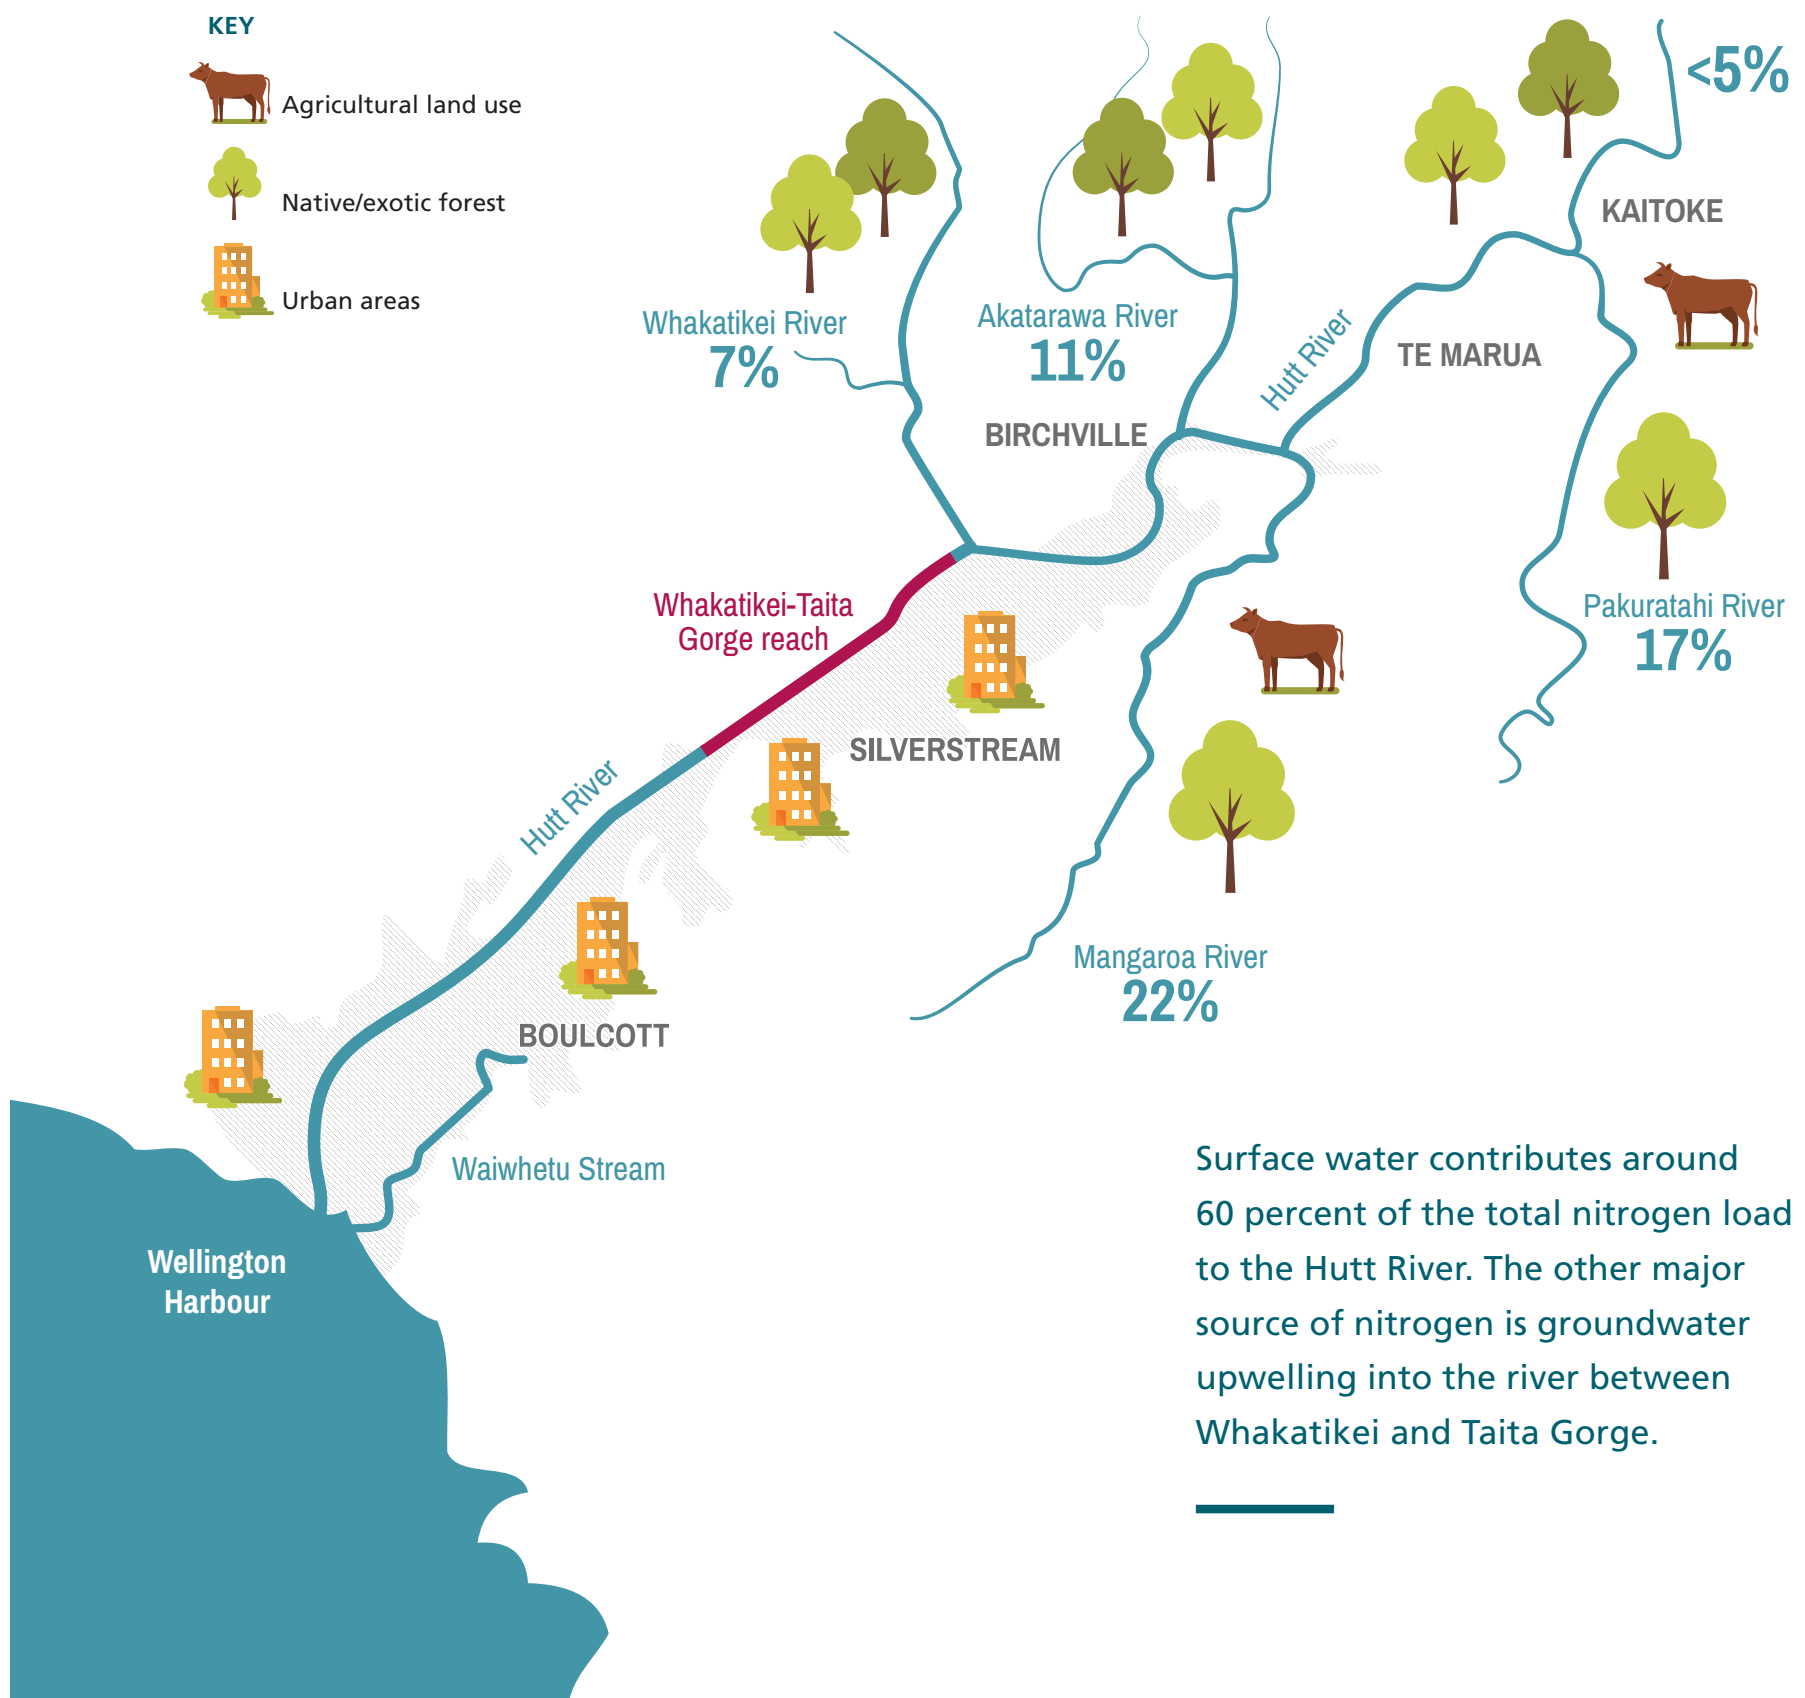 KEY
Agricultural land use
Native/exotic forest
Urban areas
<5%
KAITOKE
Whakatikei River
7%
Akatarawa River
11%
Hutt River
TE MARUA
BIRCHVILLE
Whakatikei-Taita
Gorge reach
Pakuratahi River
17%
SILVERSTREAM
Hutt River
Mangaroa River
22%
BOULCOTT
Waiwhetu Stream
Wellington
Harbour
Surface water contributes around
60 percent of the total nitrogen load
to the Hutt River. The other major
source of nitrogen is groundwater
upwelling into the river between
Whakatikei and Taita Gorge.